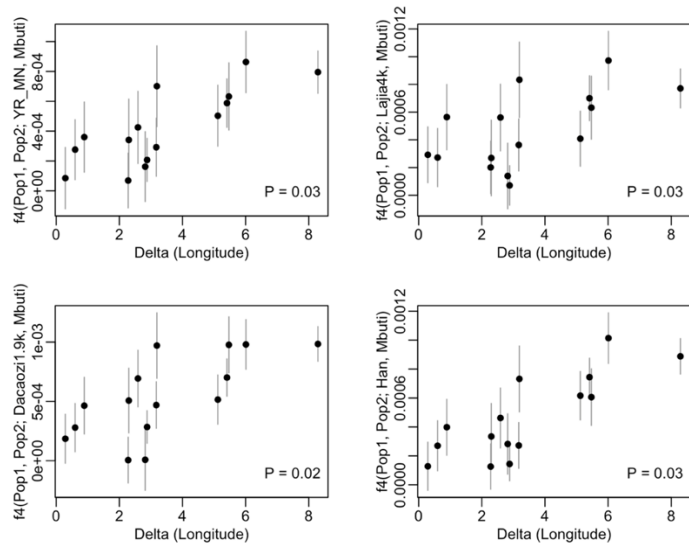 f4(Pop1, Pop2; YR_MN, Mbuti)
8e-04
4e-04
0e+00
P = 0.03
0 2 4 6 8
Delta (Longitude)
f4(Pop1, Pop2; Lajia4k, Mbuti)
0.0012
0.0006
0.0000
P = 0.03
0 2 4 6 8
Delta (Longitude)
f4(Pop1, Pop2; Dacaozi1.9k, Mbuti)
1e-03
5e-04
0e+00
P = 0.02
0 2 4 6 8
Delta (Longitude)
f4(Pop1, Pop2; Han, Mbuti)
0.0012
0.0006
0.0000
P = 0.03
0 2 4 6 8
Delta (Longitude)